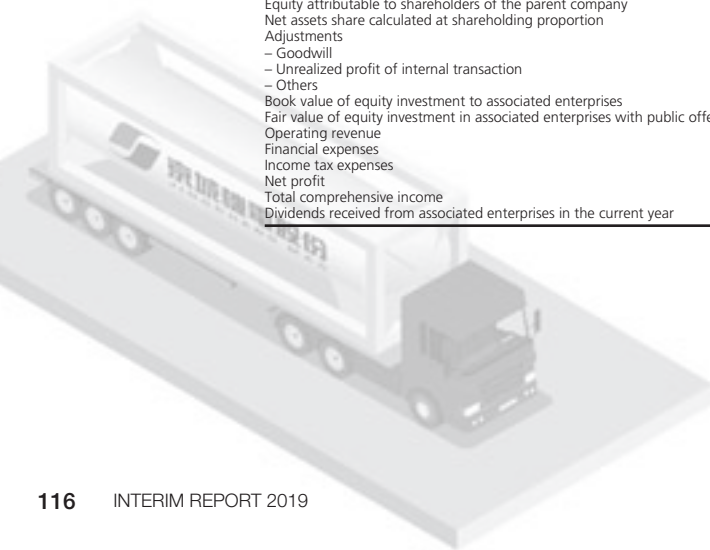 Equity attributable to shareholders of the parent company
Net assets share calculated at shareholding proportion
Adjustments
– Goodwill
– Unrealized profit of internal transaction
– Others
Book value of equity investment to associated enterprises
Fair value of equity investment in associated enterprises with public offe
Operating revenue
Financial expenses
Income tax expenses
Net profit
Total comprehensive income
Dividends received from associated enterprises in the current year
116 INTERIM REPORT 2019